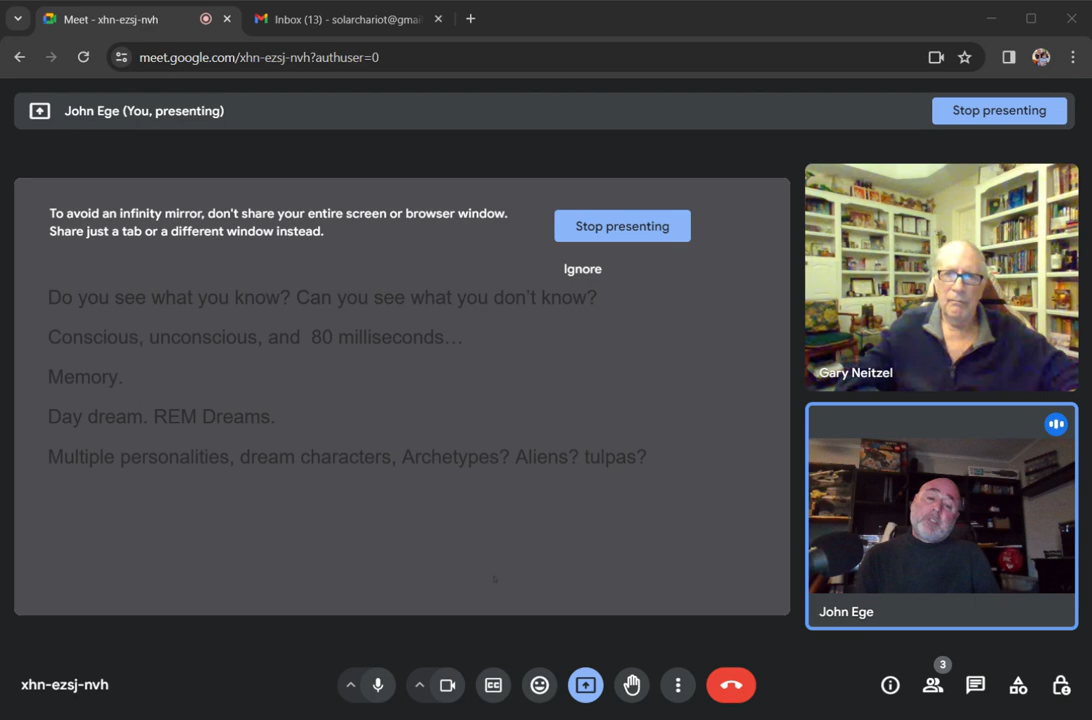 Meet - xhn-ezsj-nvh
Inbox (13) - solarchariot@gmai
meet.google.com/xhn-ezsj-nvh?authuser=0
John Ege (You, presenting)
Stop presenting
To avoid an infinity mirror, don't share your entire screen or browser window.
Share just a tab or a different window instead.
Stop presenting
Ignore
Do you see what you know? Can you see what you don't know?
Conscious, unconscious, and 80 milliseconds…
Memory.
Day dream. REM Dreams.
Multiple personalities, dream characters, Archetypes? Aliens? tulpas?
Gary Neitzel
John Ege
xhn-ezsj-nvh
CC
3